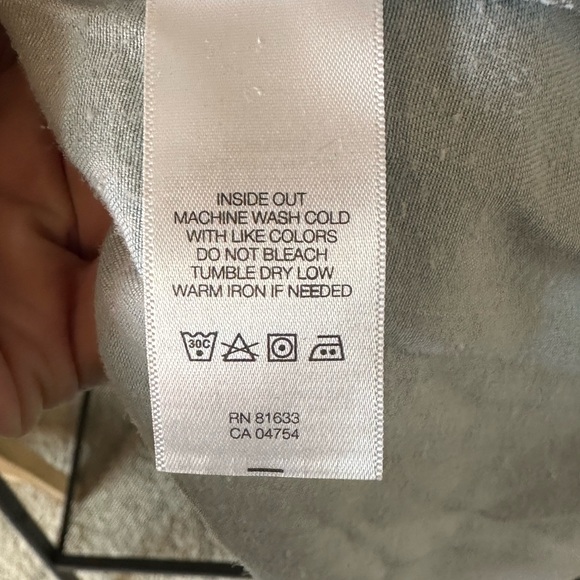 INSIDE OUT
MACHINE WASH COLD
WITH LIKE COLORS
DO NOT BLEACH
TUMBLE DRY LOW
WARM IRON IF NEEDED
30C
RN 81633
CA 04754